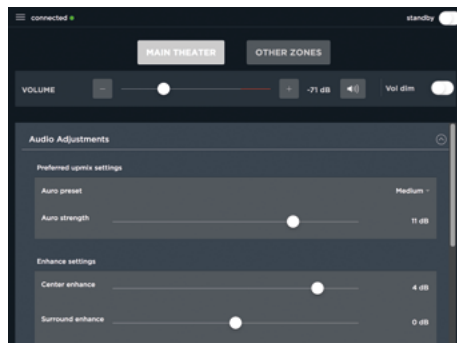 connected
standby
MAIN THEATER
OTHER ZONES
VOLUME
-
+
-71 dB
Vol dim
Audio Adjustments
Preferred upmix settings
Auro preset
Medium
Auro strength
11 dB
Enhance settings
Center enhance
4 dB
Surround enhance
0 dB